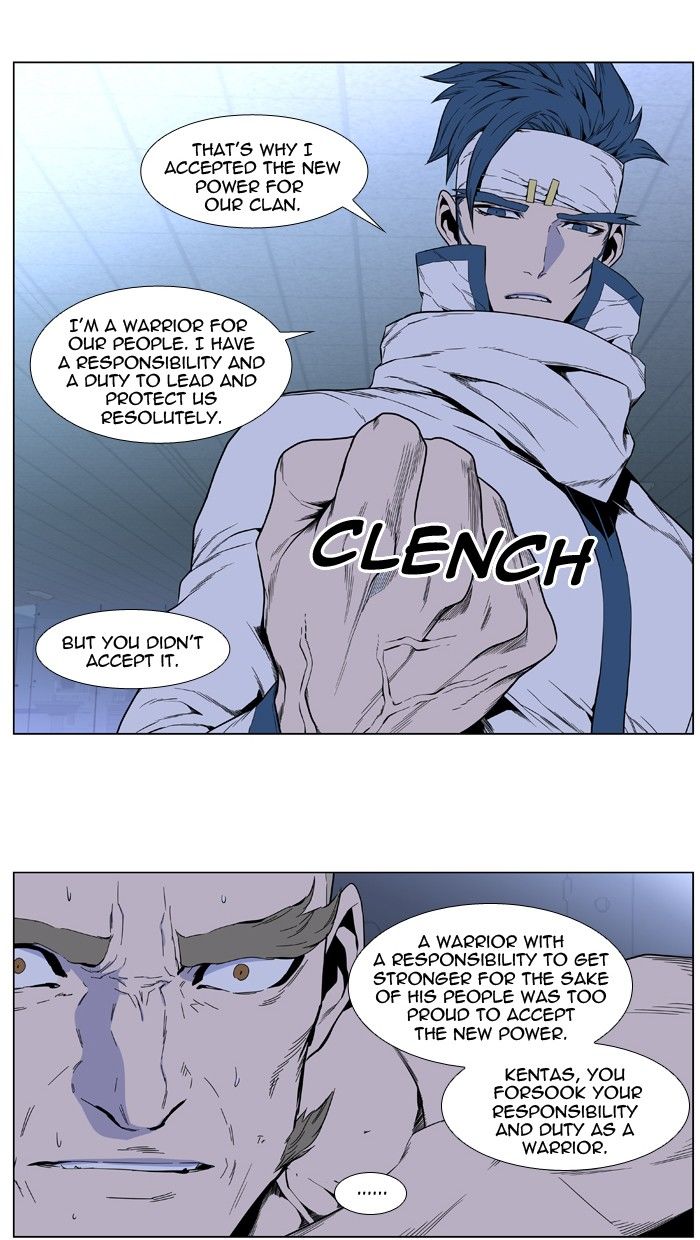 THAT'S WHY I
ACCEPTED THE NEW
POWER FOR
OUR CLAN.
I'M A WARRIOR FOR
OUR PEOPLE. I HAVE
A RESPONSIBILITY AND
A DUTY TO LEAD AND
PROTECT US
RESOLUTELY.
CLENCH
BUT YOU DIDN'T
ACCEPT IT.
A WARRIOR WITH
A RESPONSIBILITY TO GET
STRONGER FOR THE SAKE
OF HIS PEOPLE WAS TOO
PROUD TO ACCEPT
THE NEW POWER.
KENTAS, YOU
FORSOOK YOUR
RESPONSIBILITY
AND DUTY AS A
WARRIOR.
......